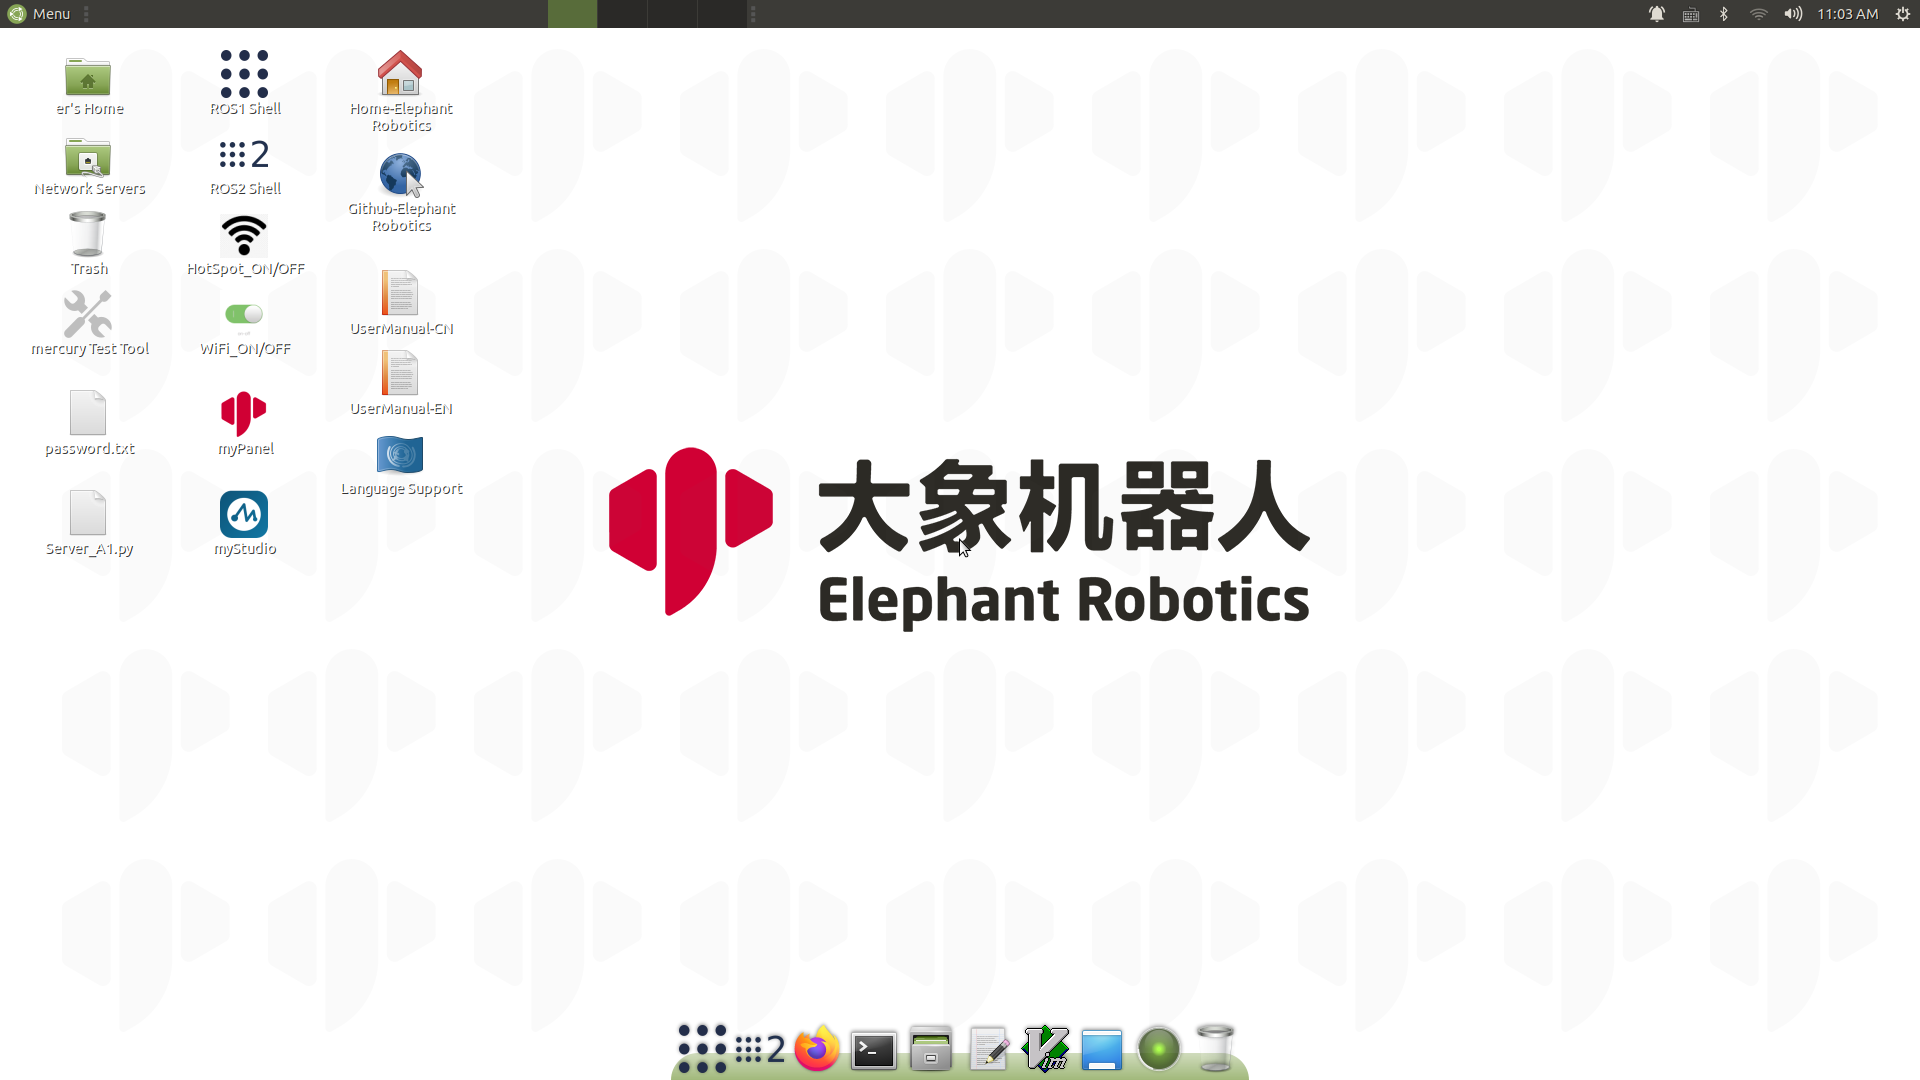 Menu
11:03 AM
er's Home
ROS1 Shell
Home-Elephant
Robotics
Network Servers
2
ROS2 Shell
Github-Elephant
Robotics
Trash
HotSpot_ON/OFF
UserManual-CN
mercury Test Tool
WiFi_ON/OFF
UserManual-EN
password.txt
myPanel
Language Support
Server_A1.py
myStudio
大象机器人
Elephant Robotics
2
>_
Vim